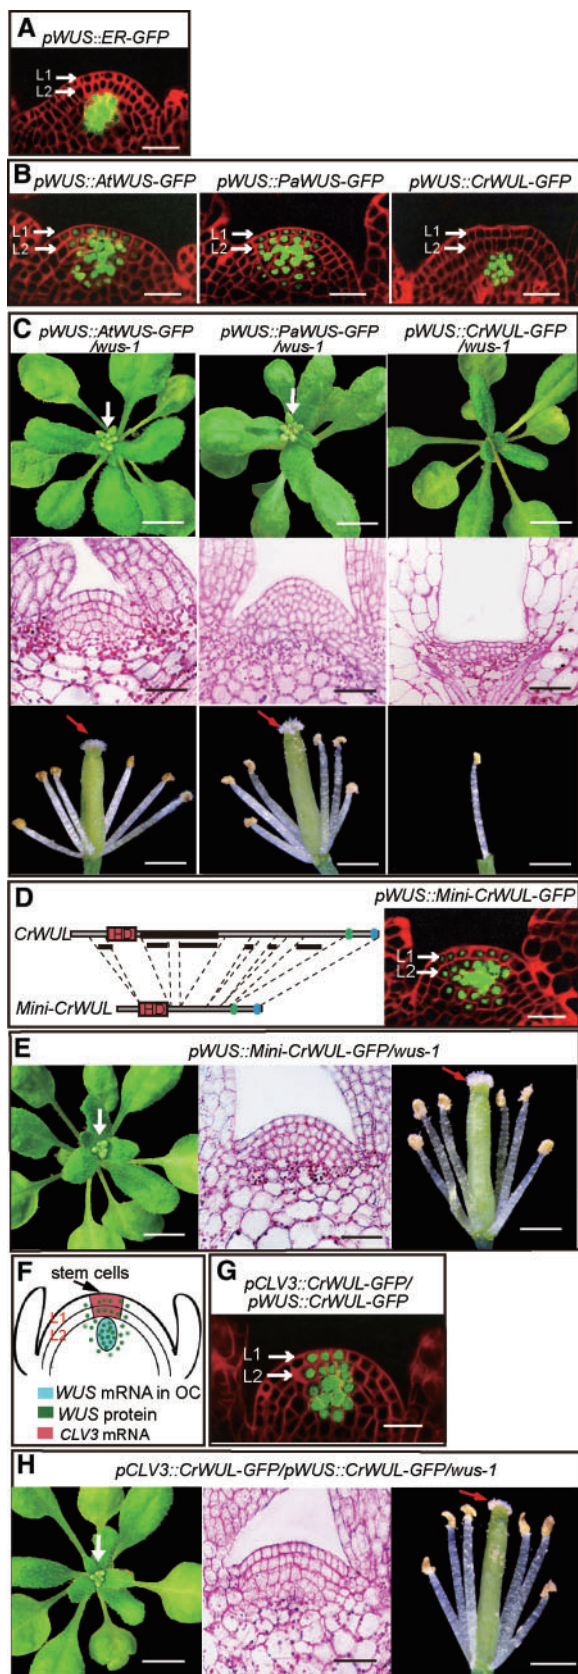 A
pWUS::ER-GFP
L1
L2
B
pWUS::AtWUS-GFP pWUS::PaWUS-GFP pWUS::CrWUL-GFP
L1 L1 L1
L2 L2 L2
C
pWUS::AtWUS-GFP pWUS::PaWUS-GFP pWUS::CrWUL-GFP
/wus-1 /wus-1 /wus-1
D
pWUS::Mini-CrWUL-GFP
CrWUL HD
L1
L2
Mini-CrWUL HD
E
pWUS::Mini-CrWUL-GFP/wus-1
F
stem cells
L1
L2
WUS mRNA in OC
WUS protein
CLV3 mRNA
G
pCLV3::CrWUL-GFP/
pWUS::CrWUL-GFP
L1
L2
H
pCLV3::CrWUL-GFP/pWUS::CrWUL-GFP/wus-1